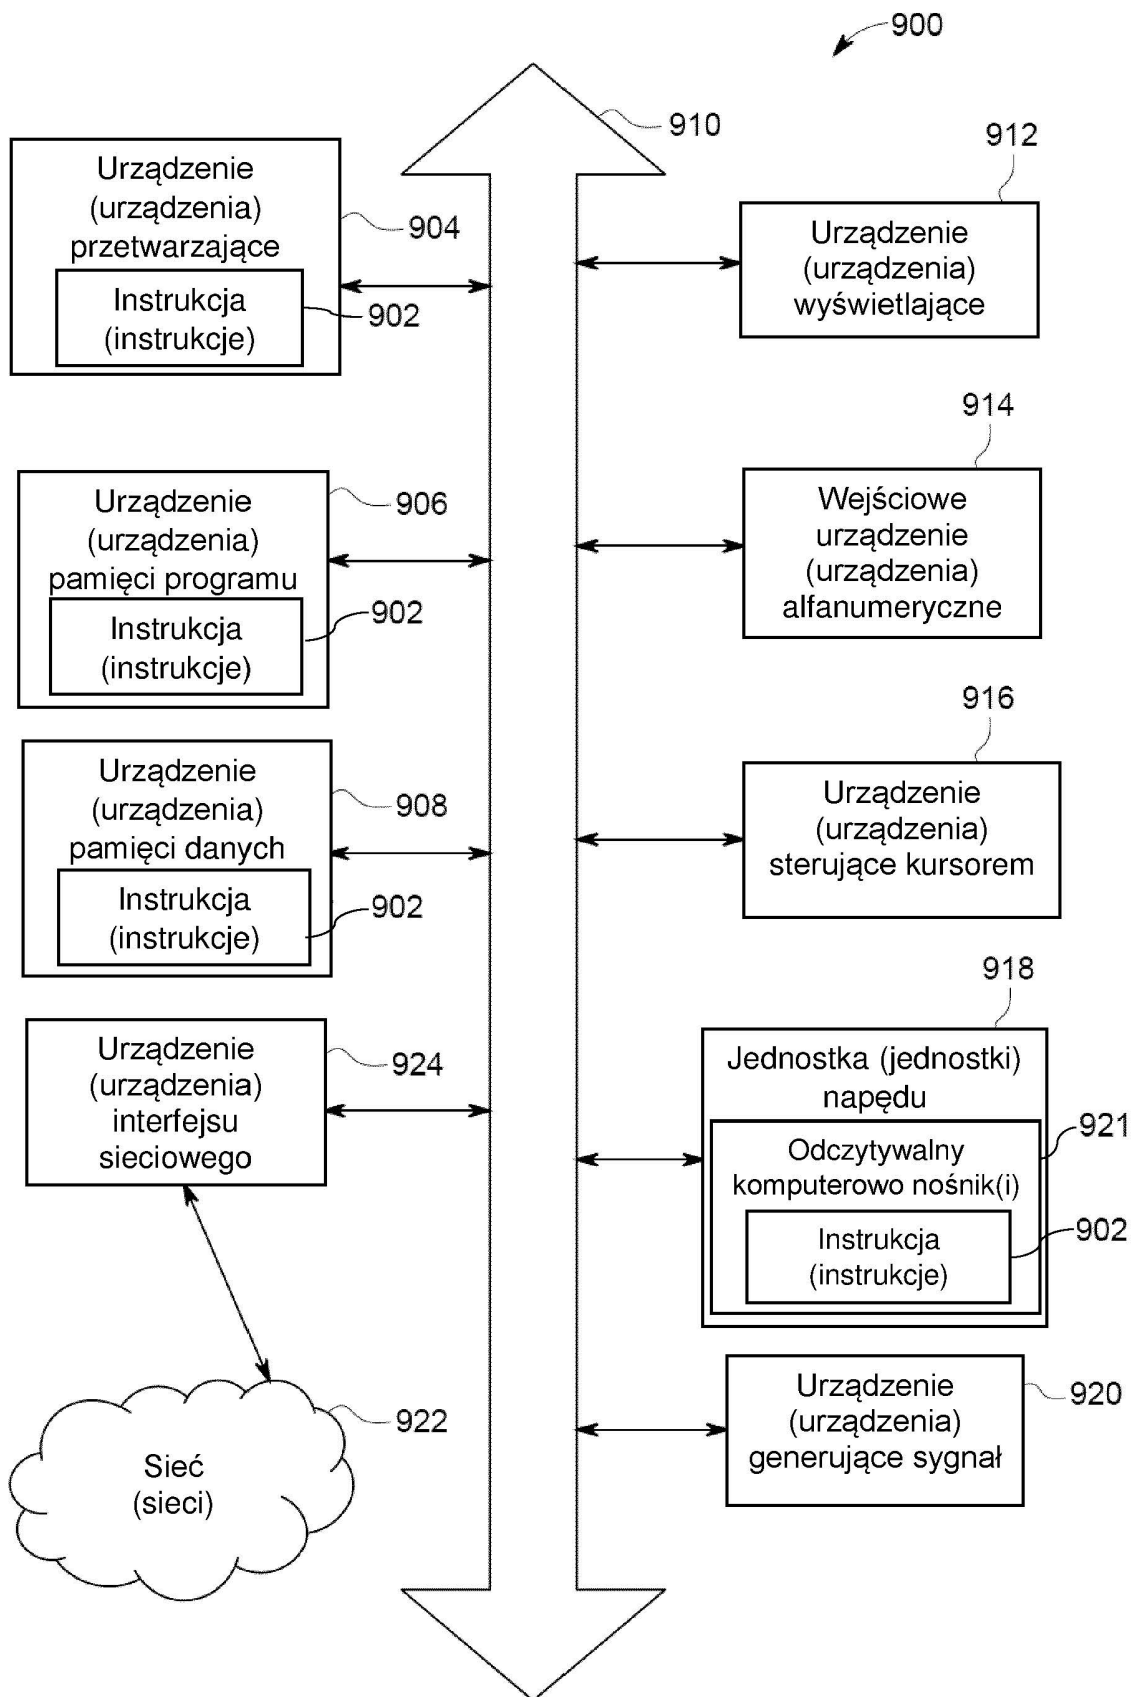 900
910
Urządzenie
(urządzenia)
przetwarzające
904
Instrukcja
(instrukcje)
902
Urządzenie
(urządzenia)
pamięci programu
906
Instrukcja
(instrukcje)
902
Urządzenie
(urządzenia)
pamięci danych
908
Instrukcja
(instrukcje)
902
Urządzenie
(urządzenia)
interfejsu
sieciowego
924
Sieć
(sieci)
922
912
Urządzenie
(urządzenia)
wyświetlające
914
Wejściowe
urządzenie
(urządzenia)
alfanumeryczne
916
Urządzenie
(urządzenia)
sterujące kursorem
918
Jednostka (jednostki)
napędu
921
Odczytywalny
komputerowo nośnik(i)
Instrukcja
(instrukcje)
902
Urządzenie
(urządzenia)
generujące sygnał
920